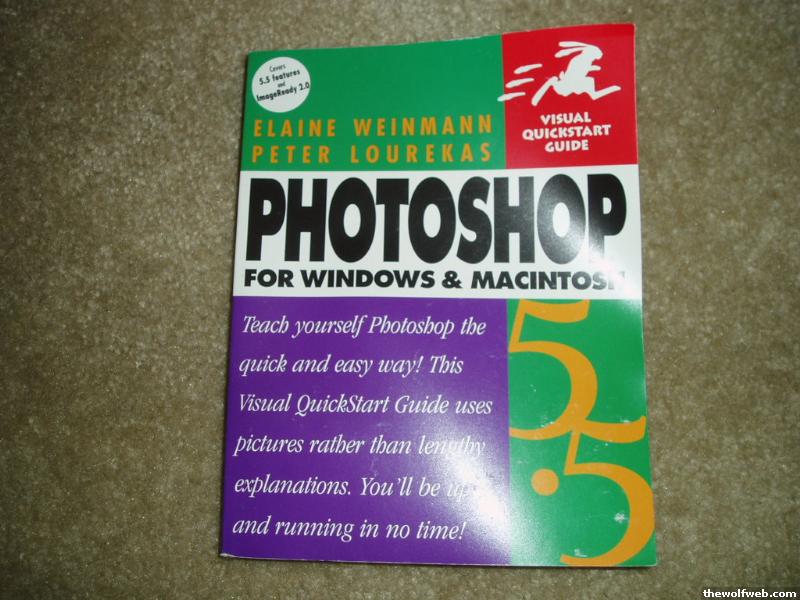 Covers
5.5 features
and
ImageReady 2.0
ELAINE WEINMANN
PETER LOUREKAS
VISUAL
QUICKSTART
GUIDE
PHOTOSHOP
FOR WINDOWS & MACINTOSH
5.5
Teach yourself Photoshop the
quick and easy way! This
Visual QuickStart Guide uses
pictures rather than lengthy
explanations. You'll be up
and running in no time!
thewolfweb.com